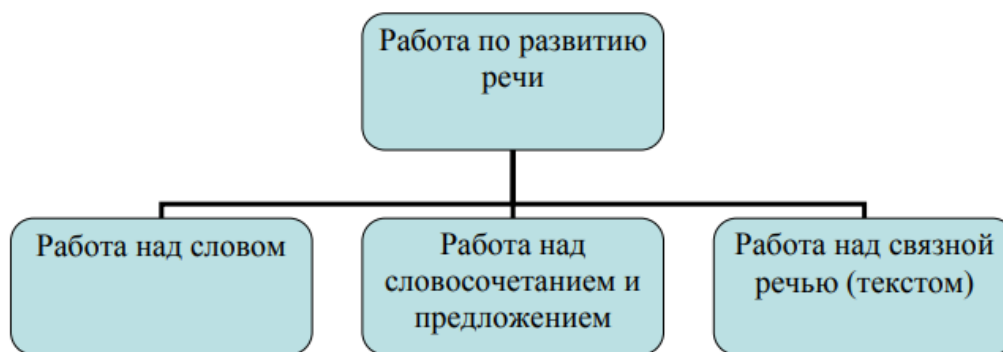 Работа по развитию
речи
Работа над словом
Работа над
словосочетанием и
предложением
Работа над связной
речью (текстом)